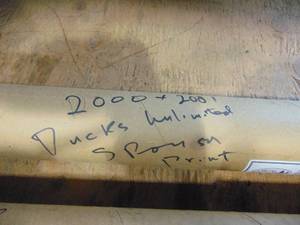 2000 + 2001
Ducks Unlimited
Sponsor
Print